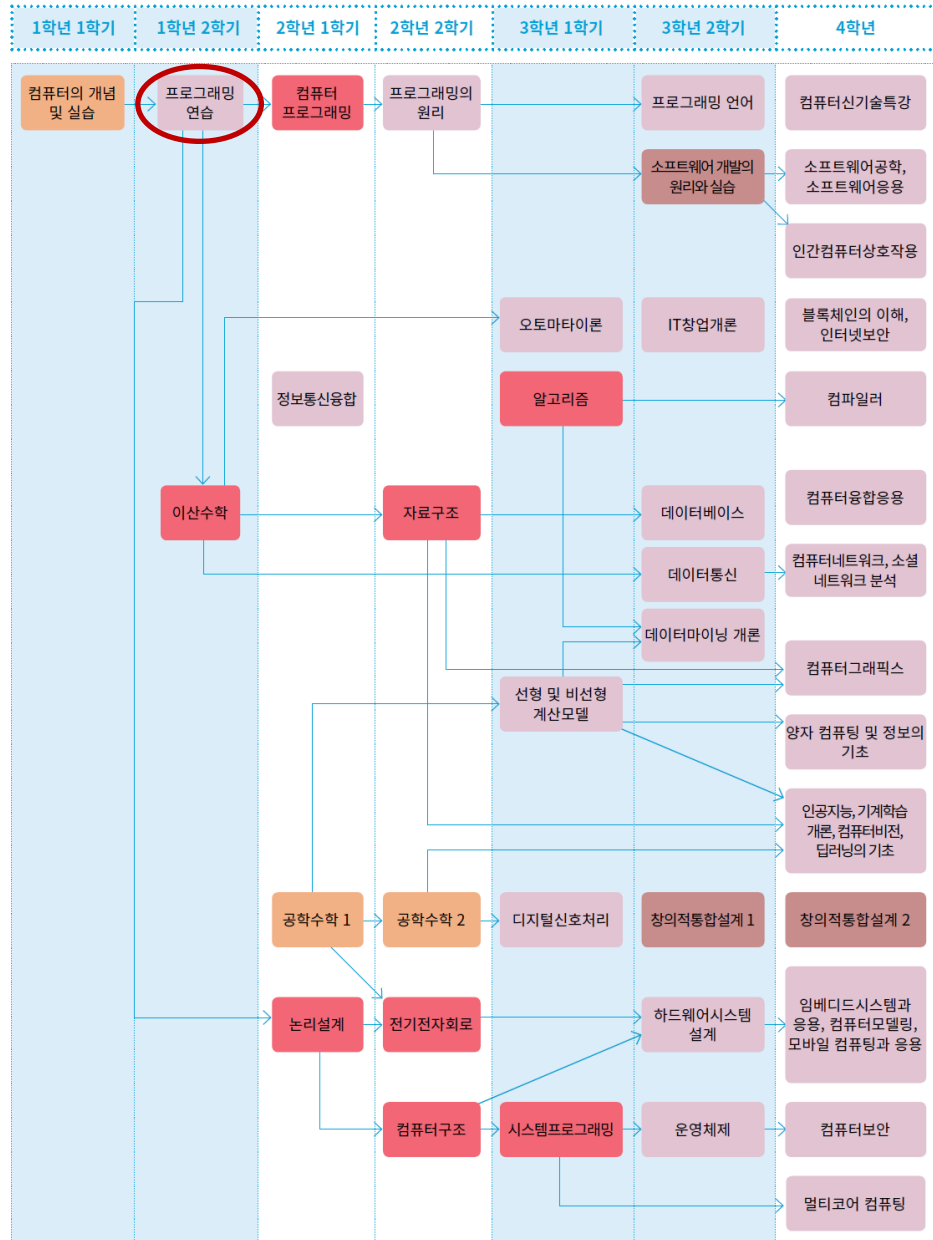 1학년 1학기
1학년 2학기
2학년 1학기
2학년 2학기
3학년 1학기
3학년 2학기
4학년
컴퓨터의 개념
및 실습
프로그래밍
연습
컴퓨터
프로그래밍
프로그래밍의
원리
프로그래밍 언어
컴퓨터신기술특강
소프트웨어 개발의
원리와 실습
소프트웨어공학,
소프트웨어응용
인간컴퓨터상호작용
오토마타이론
IT창업개론
블록체인의 이해,
인터넷보안
정보통신융합
알고리즘
컴파일러
이산수학
자료구조
데이터베이스
컴퓨터융합응용
데이터통신
컴퓨터네트워크, 소셜
네트워크 분석
데이터마이닝 개론
컴퓨터그래픽스
선형 및 비선형
계산모델
양자 컴퓨팅 및 정보의
기초
인공지능, 기계학습
개론, 컴퓨터비전,
딥러닝의 기초
공학수학 1
공학수학 2
디지털신호처리
창의적통합설계 1
창의적통합설계 2
논리설계
전기전자회로
하드웨어시스템
설계
임베디드시스템과
응용, 컴퓨터모델링,
모바일 컴퓨팅과 응용
컴퓨터구조
시스템프로그래밍
운영체제
컴퓨터보안
멀티코어 컴퓨팅